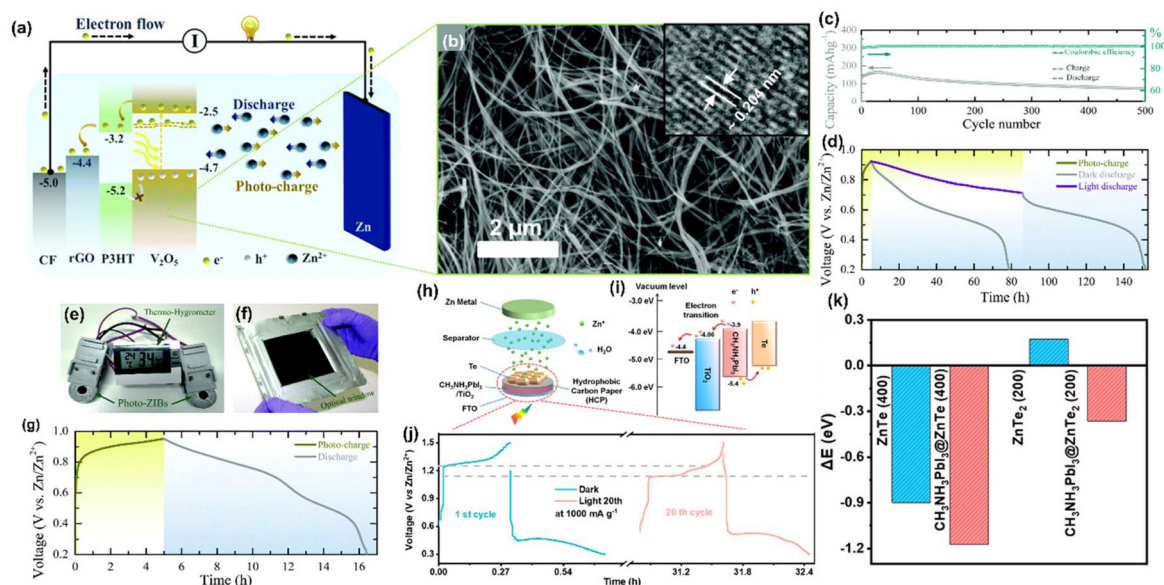 (a)
Electron flow
I
-2.5
-3.2
-4.4
-4.7
-5.0
-5.2
Discharge
Photo-charge
Zn
CF
rGO
P3HT
V2O5
e-
h+
Zn2+
(b)
0.204 nm
2 μm
(c)
%
Capacity (mAhg-1)
400
300
200
100
0
100
80
60
Coulombic efficiency
Charge
Discharge
0 100 200 300 400 500
Cycle number
(d)
Voltage (V vs. Zn/Zn2+)
1.0
0.8
0.6
0.4
0.2
Photo-charge
Dark discharge
Light discharge
0 20 40 60 80 100 120 140
Time (h)
(e)
Thermo-Hygrometer
Photo-ZIBs
(f)
Optical window
(g)
Voltage (V vs. Zn/Zn2+)
1.0
0.8
0.6
0.4
0.2
Photo-charge
Discharge
0 2 4 6 8 10 12 14 16
Time (h)
(h)
Zn Metal
Zn+
Separator
H2O
Te
CH3NH3PbI3
/TiO2
FTO
Hydrophobic
Carbon Paper
(HCP)
(i)
Vacuum level
e-
h+
-3.0 eV
-4.0 eV
-5.0 eV
-6.0 eV
Electron
transition
-4.4
FTO
-4.06
TiO2
-3.9
CH3NH3PbI3
-5.4
Te
(j)
Voltage (V vs Zn/Zn2+)
1.5
1.2
0.9
0.6
0.3
Dark
Light 20th
at 1000 mA g-1
1 st cycle
20 th cycle
0.00 0.27 0.54 31.2 31.8 32.4
Time (h)
(k)
ΔE (eV)
0.3
0.0
-0.3
-0.6
-0.9
-1.2
ZnTe (400)
CH3NH3PbI3@ZnTe (400)
ZnTe2 (200)
CH3NH3PbI3@ZnTe2 (200)